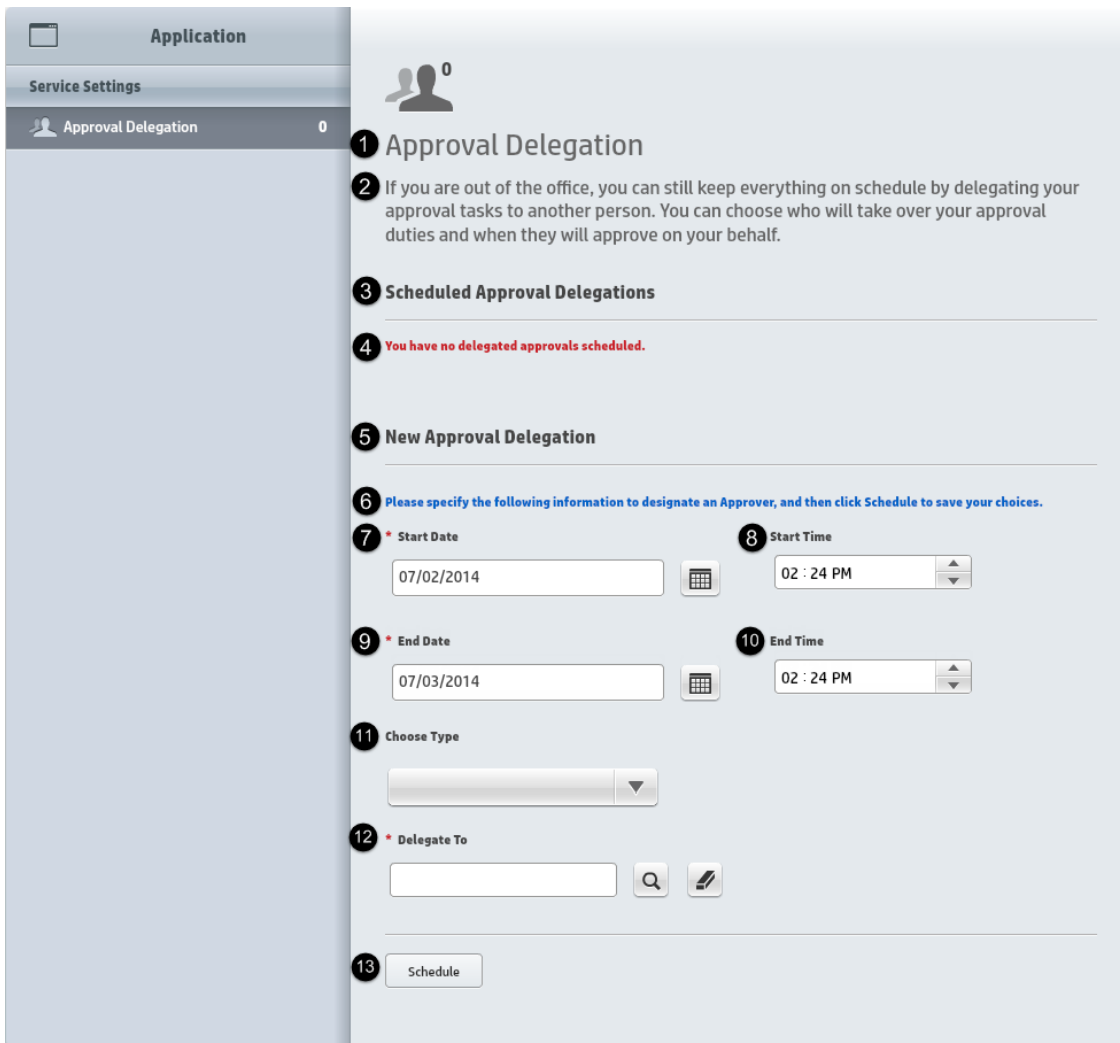 Application
Service Settings
Approval Delegation 0
0
1 Approval Delegation
2 If you are out of the office, you can still keep everything on schedule by delegating your
approval tasks to another person. You can choose who will take over your approval
duties and when they will approve on your behalf.
3 Scheduled Approval Delegations
4 You have no delegated approvals scheduled.
5 New Approval Delegation
6 Please specify the following information to designate an Approver, and then click Schedule to save your choices.
7 * Start Date 8 Start Time
07/02/2014 02 : 24 PM
9 * End Date 10 End Time
07/03/2014 02 : 24 PM
11 Choose Type
12 * Delegate To
13 Schedule